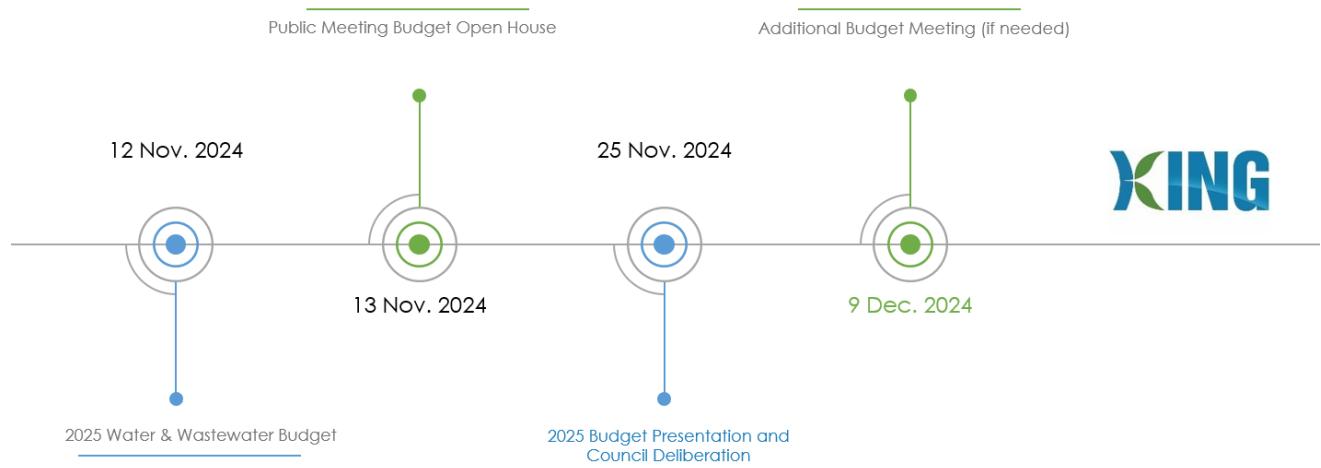 Public Meeting Budget Open House
Additional Budget Meeting (if needed)
12 Nov. 2024
25 Nov. 2024
KING
13 Nov. 2024
9 Dec. 2024
2025 Water & Wastewater Budget
2025 Budget Presentation and
Council Deliberation